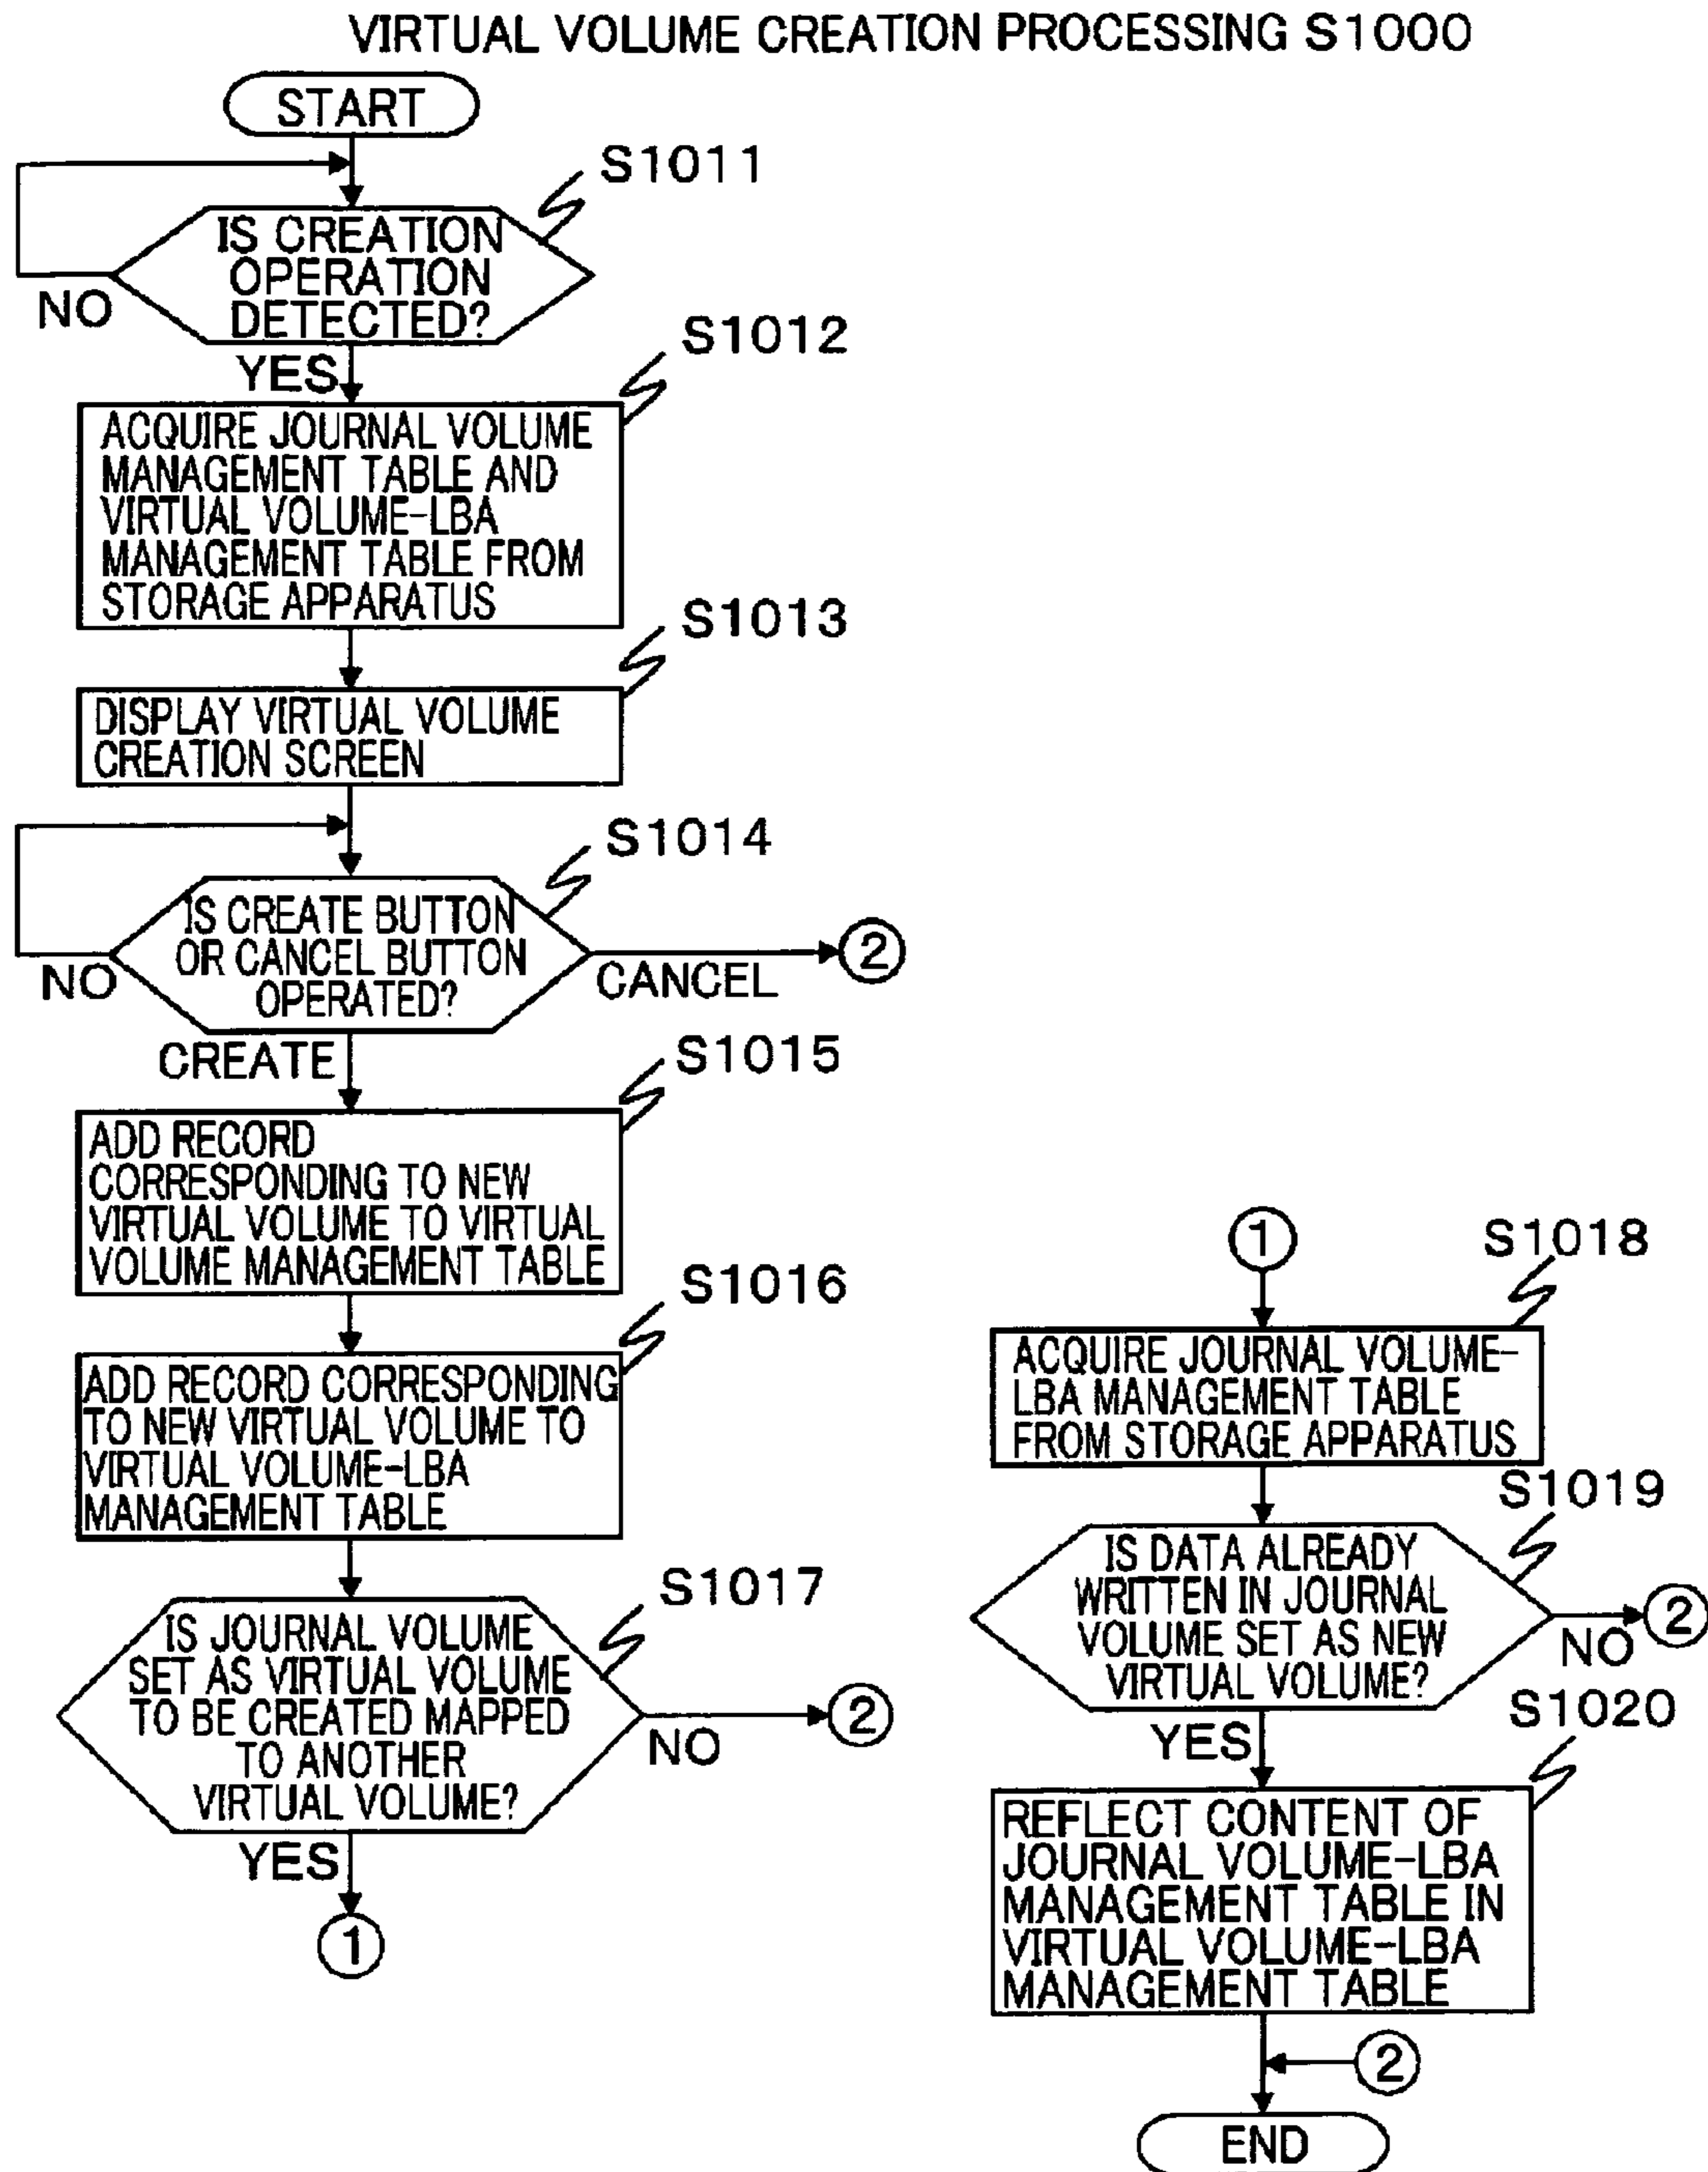 VIRTUAL VOLUME CREATION PROCESSING S1000
START
S1011
IS CREATION
OPERATION
DETECTED?
NO
YES
S1012
ACQUIRE JOURNAL VOLUME
MANAGEMENT TABLE AND
VIRTUAL VOLUME-LBA
MANAGEMENT TABLE FROM
STORAGE APPARATUS
S1013
DISPLAY VIRTUAL VOLUME
CREATION SCREEN
S1014
IS CREATE BUTTON
OR CANCEL BUTTON
OPERATED?
NO
CANCEL
2
CREATE
S1015
ADD RECORD
CORRESPONDING TO NEW
VIRTUAL VOLUME TO VIRTUAL
VOLUME MANAGEMENT TABLE
S1016
ADD RECORD CORRESPONDING
TO NEW VIRTUAL VOLUME TO
VIRTUAL VOLUME-LBA
MANAGEMENT TABLE
S1017
IS JOURNAL VOLUME
SET AS VIRTUAL VOLUME
TO BE CREATED MAPPED
TO ANOTHER
VIRTUAL VOLUME?
NO
2
YES
1
1
S1018
ACQUIRE JOURNAL VOLUME-
LBA MANAGEMENT TABLE
FROM STORAGE APPARATUS
S1019
IS DATA ALREADY
WRITTEN IN JOURNAL
VOLUME SET AS NEW
VIRTUAL VOLUME?
NO
2
YES
S1020
REFLECT CONTENT OF
JOURNAL VOLUME-LBA
MANAGEMENT TABLE IN
VIRTUAL VOLUME-LBA
MANAGEMENT TABLE
2
END